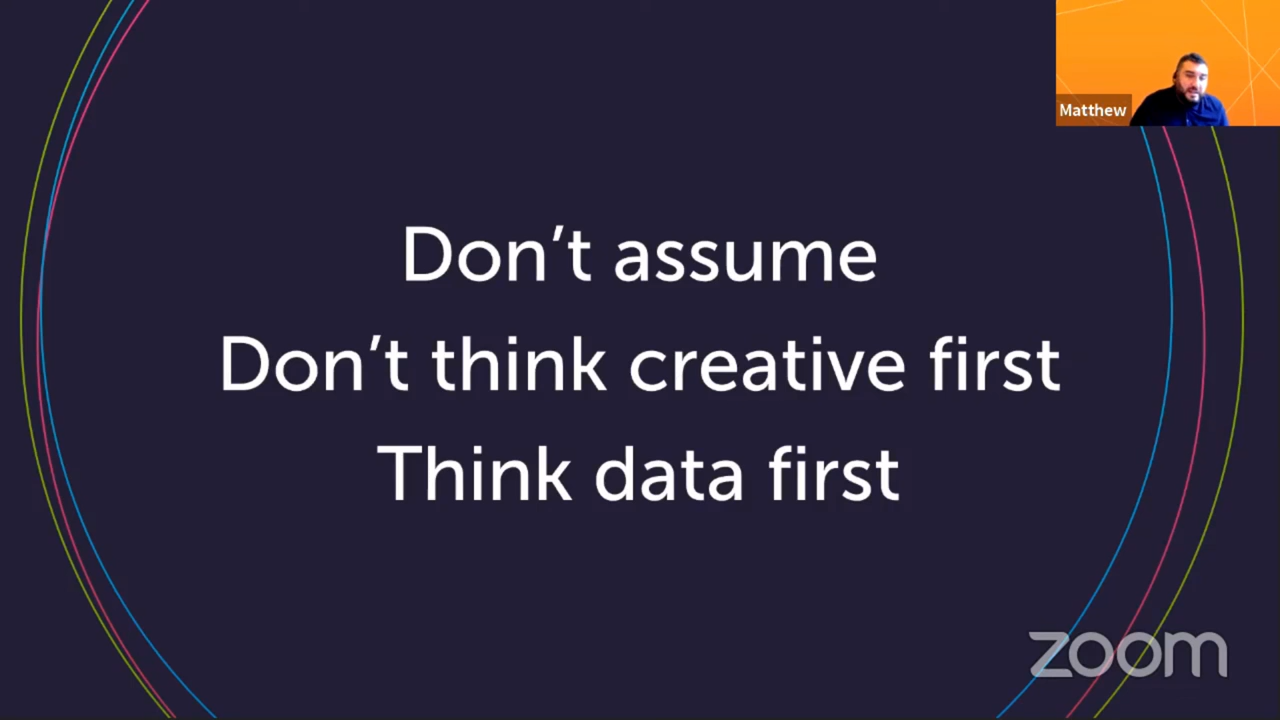 Matthew
Don’t assume
Don’t think creative first
Think data first
zoom